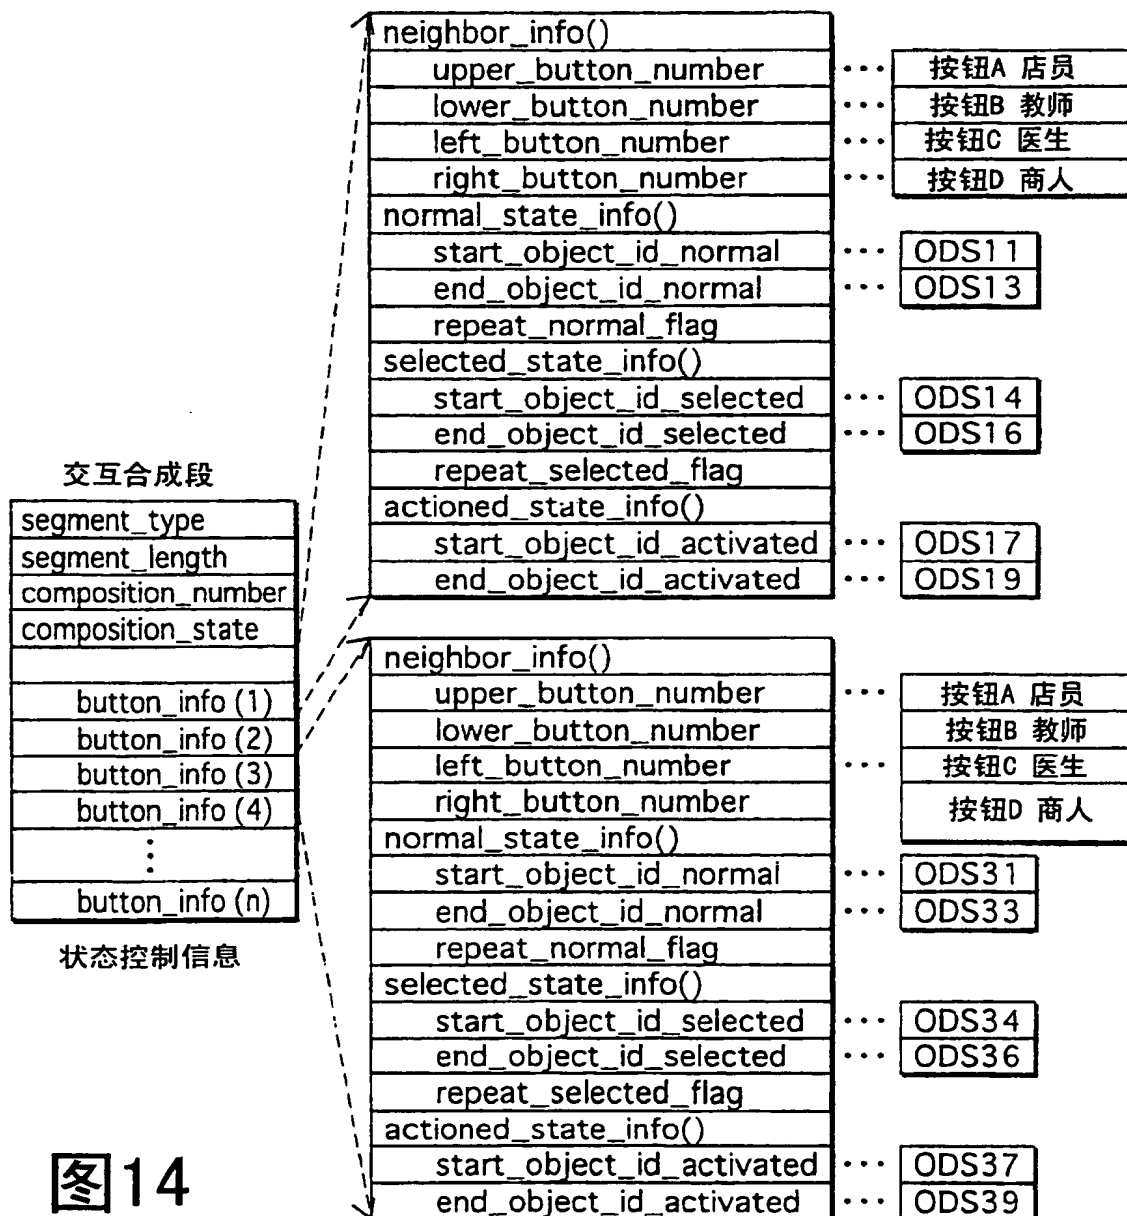 交互合成段
segment_type
segment_length
composition_number
composition_state
button_info (1)
button_info (2)
button_info (3)
button_info (4)
⋮
button_info (n)
状态控制信息
neighbor_info()
upper_button_number ··· 按钮A 店员
lower_button_number ··· 按钮B 教师
left_button_number ··· 按钮C 医生
right_button_number ··· 按钮D 商人
normal_state_info()
start_object_id_normal ··· ODS11
end_object_id_normal ··· ODS13
repeat_normal_flag
selected_state_info()
start_object_id_selected ··· ODS14
end_object_id_selected ··· ODS16
repeat_selected_flag
actioned_state_info()
start_object_id_activated ··· ODS17
end_object_id_activated ··· ODS19
neighbor_info()
upper_button_number ··· 按钮A 店员
lower_button_number 按钮B 教师
left_button_number ··· 按钮C 医生
right_button_number 按钮D 商人
normal_state_info()
start_object_id_normal ··· ODS31
end_object_id_normal ··· ODS33
repeat_normal_flag
selected_state_info()
start_object_id_selected ··· ODS34
end_object_id_selected ··· ODS36
repeat_selected_flag
actioned_state_info()
start_object_id_activated ··· ODS37
end_object_id_activated ··· ODS39
图14